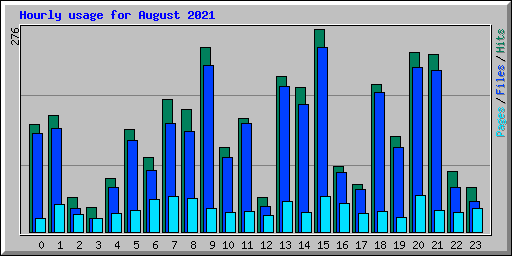 Hourly usage for August 2021
276
Pages/Files/Hits
0 1 2 3 4 5 6 7 8 9 10 11 12 13 14 15 16 17 18 19 20 21 22 23